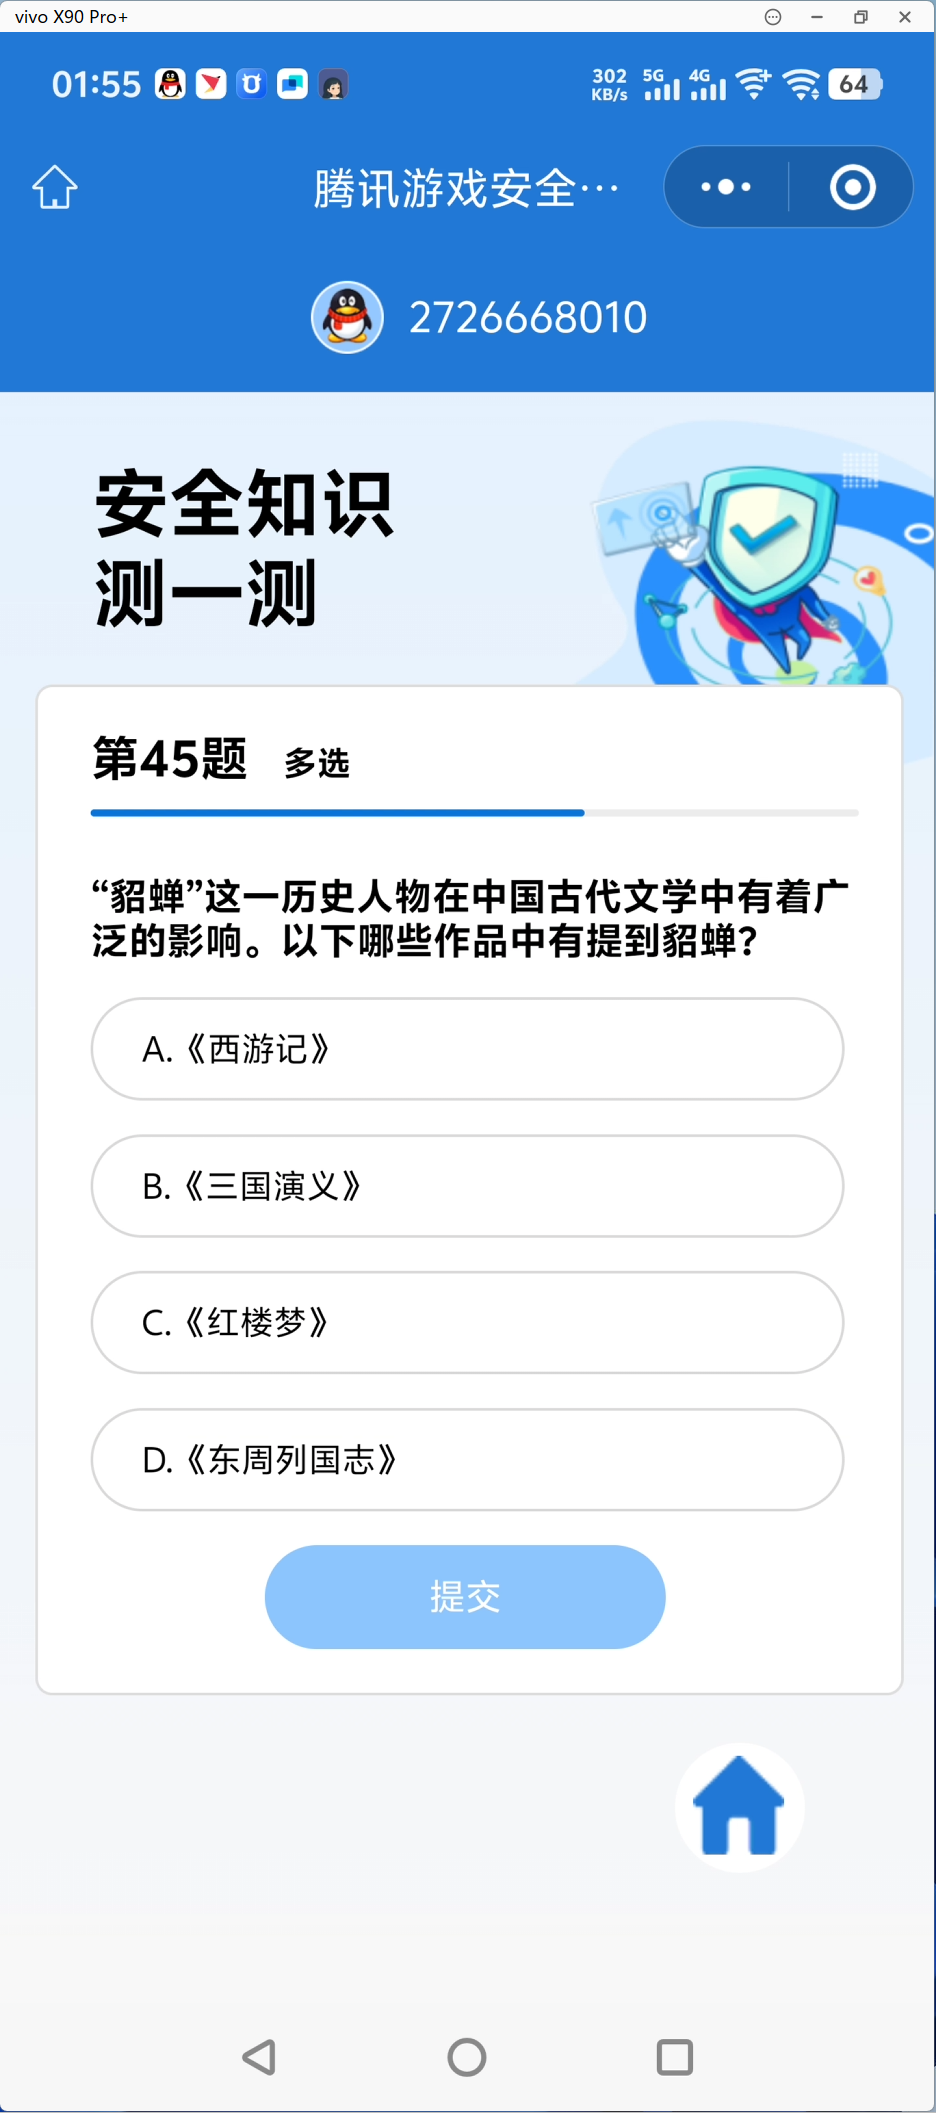 vivo X90 Pro+
01:55
302 KB/s 5G 4G 64
腾讯游戏安全…
2726668010
安全知识
测一测
第45题 多选
“貂蝉”这一历史人物在中国古代文学中有着广
泛的影响。以下哪些作品中有提到貂蝉？
A.《西游记》
B.《三国演义》
C.《红楼梦》
D.《东周列国志》
提交